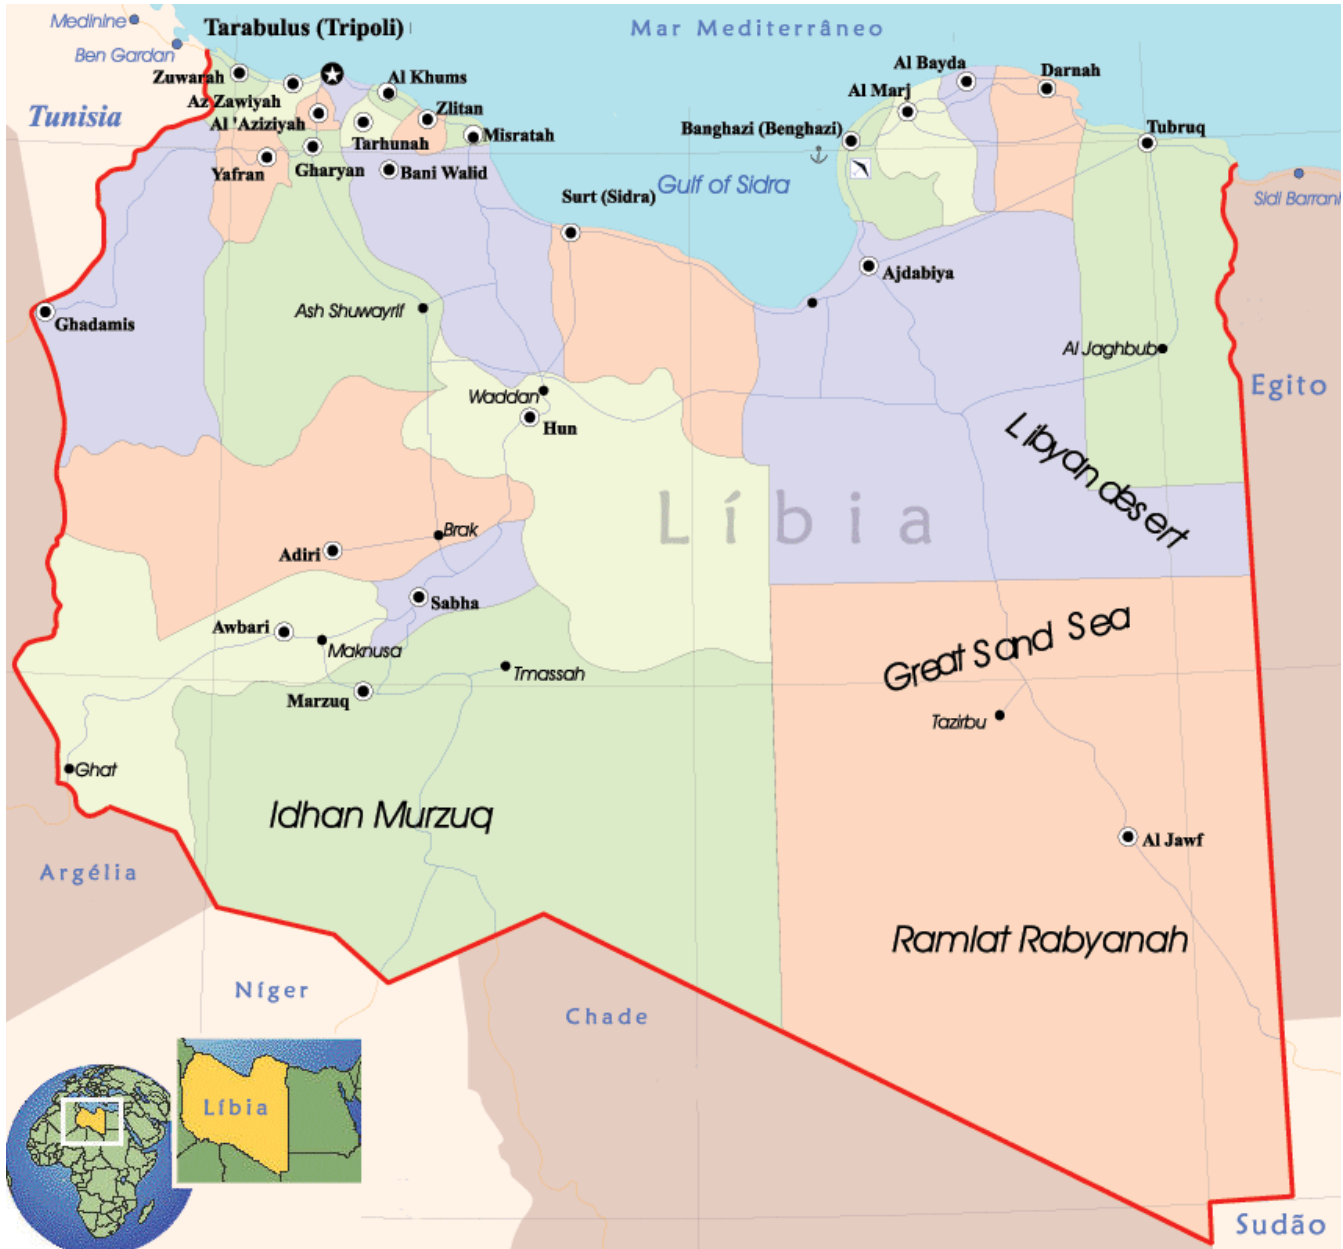 Medinine
Tarabulus (Tripoli)
Mar Mediterrâneo
Ben Gardan
Zuwarah
Al Khums
Al Bayda
Darnah
Az Zawiyah
Zlitan
Al Marj
Tunisia
Al 'Aziziyah
Misratah
Banghazi (Benghazi)
Tubruq
Tarhunah
Yafran
Gharyan
Bani Walid
Gulf of Sidra
Surt (Sidra)
Sidi Barrani
Ajdabiya
Ash Shuwayrif
Ghadamis
Al Jaghbub
Egito
Waddan
Hun
Libyan desert
Líbia
Brak
Adiri
Sabha
Awbari
Great Sand Sea
Maknusa
Tmassah
Marzuq
Tazirbu
Ghat
Idhan Murzuq
Al Jawf
Argélia
Ramlat Rabyanah
Níger
Chade
Líbia
Sudão